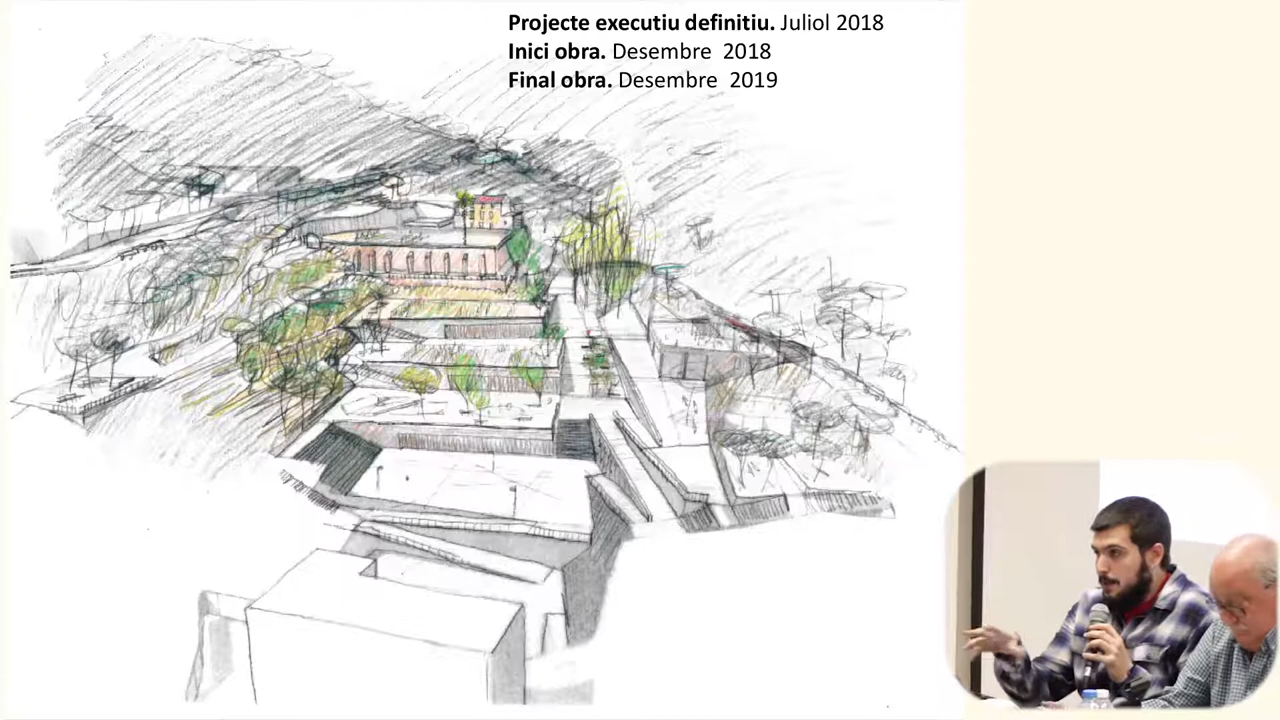 Projecte executiu definitiu. Juliol 2018
Inici obra. Desembre 2018
Final obra. Desembre 2019